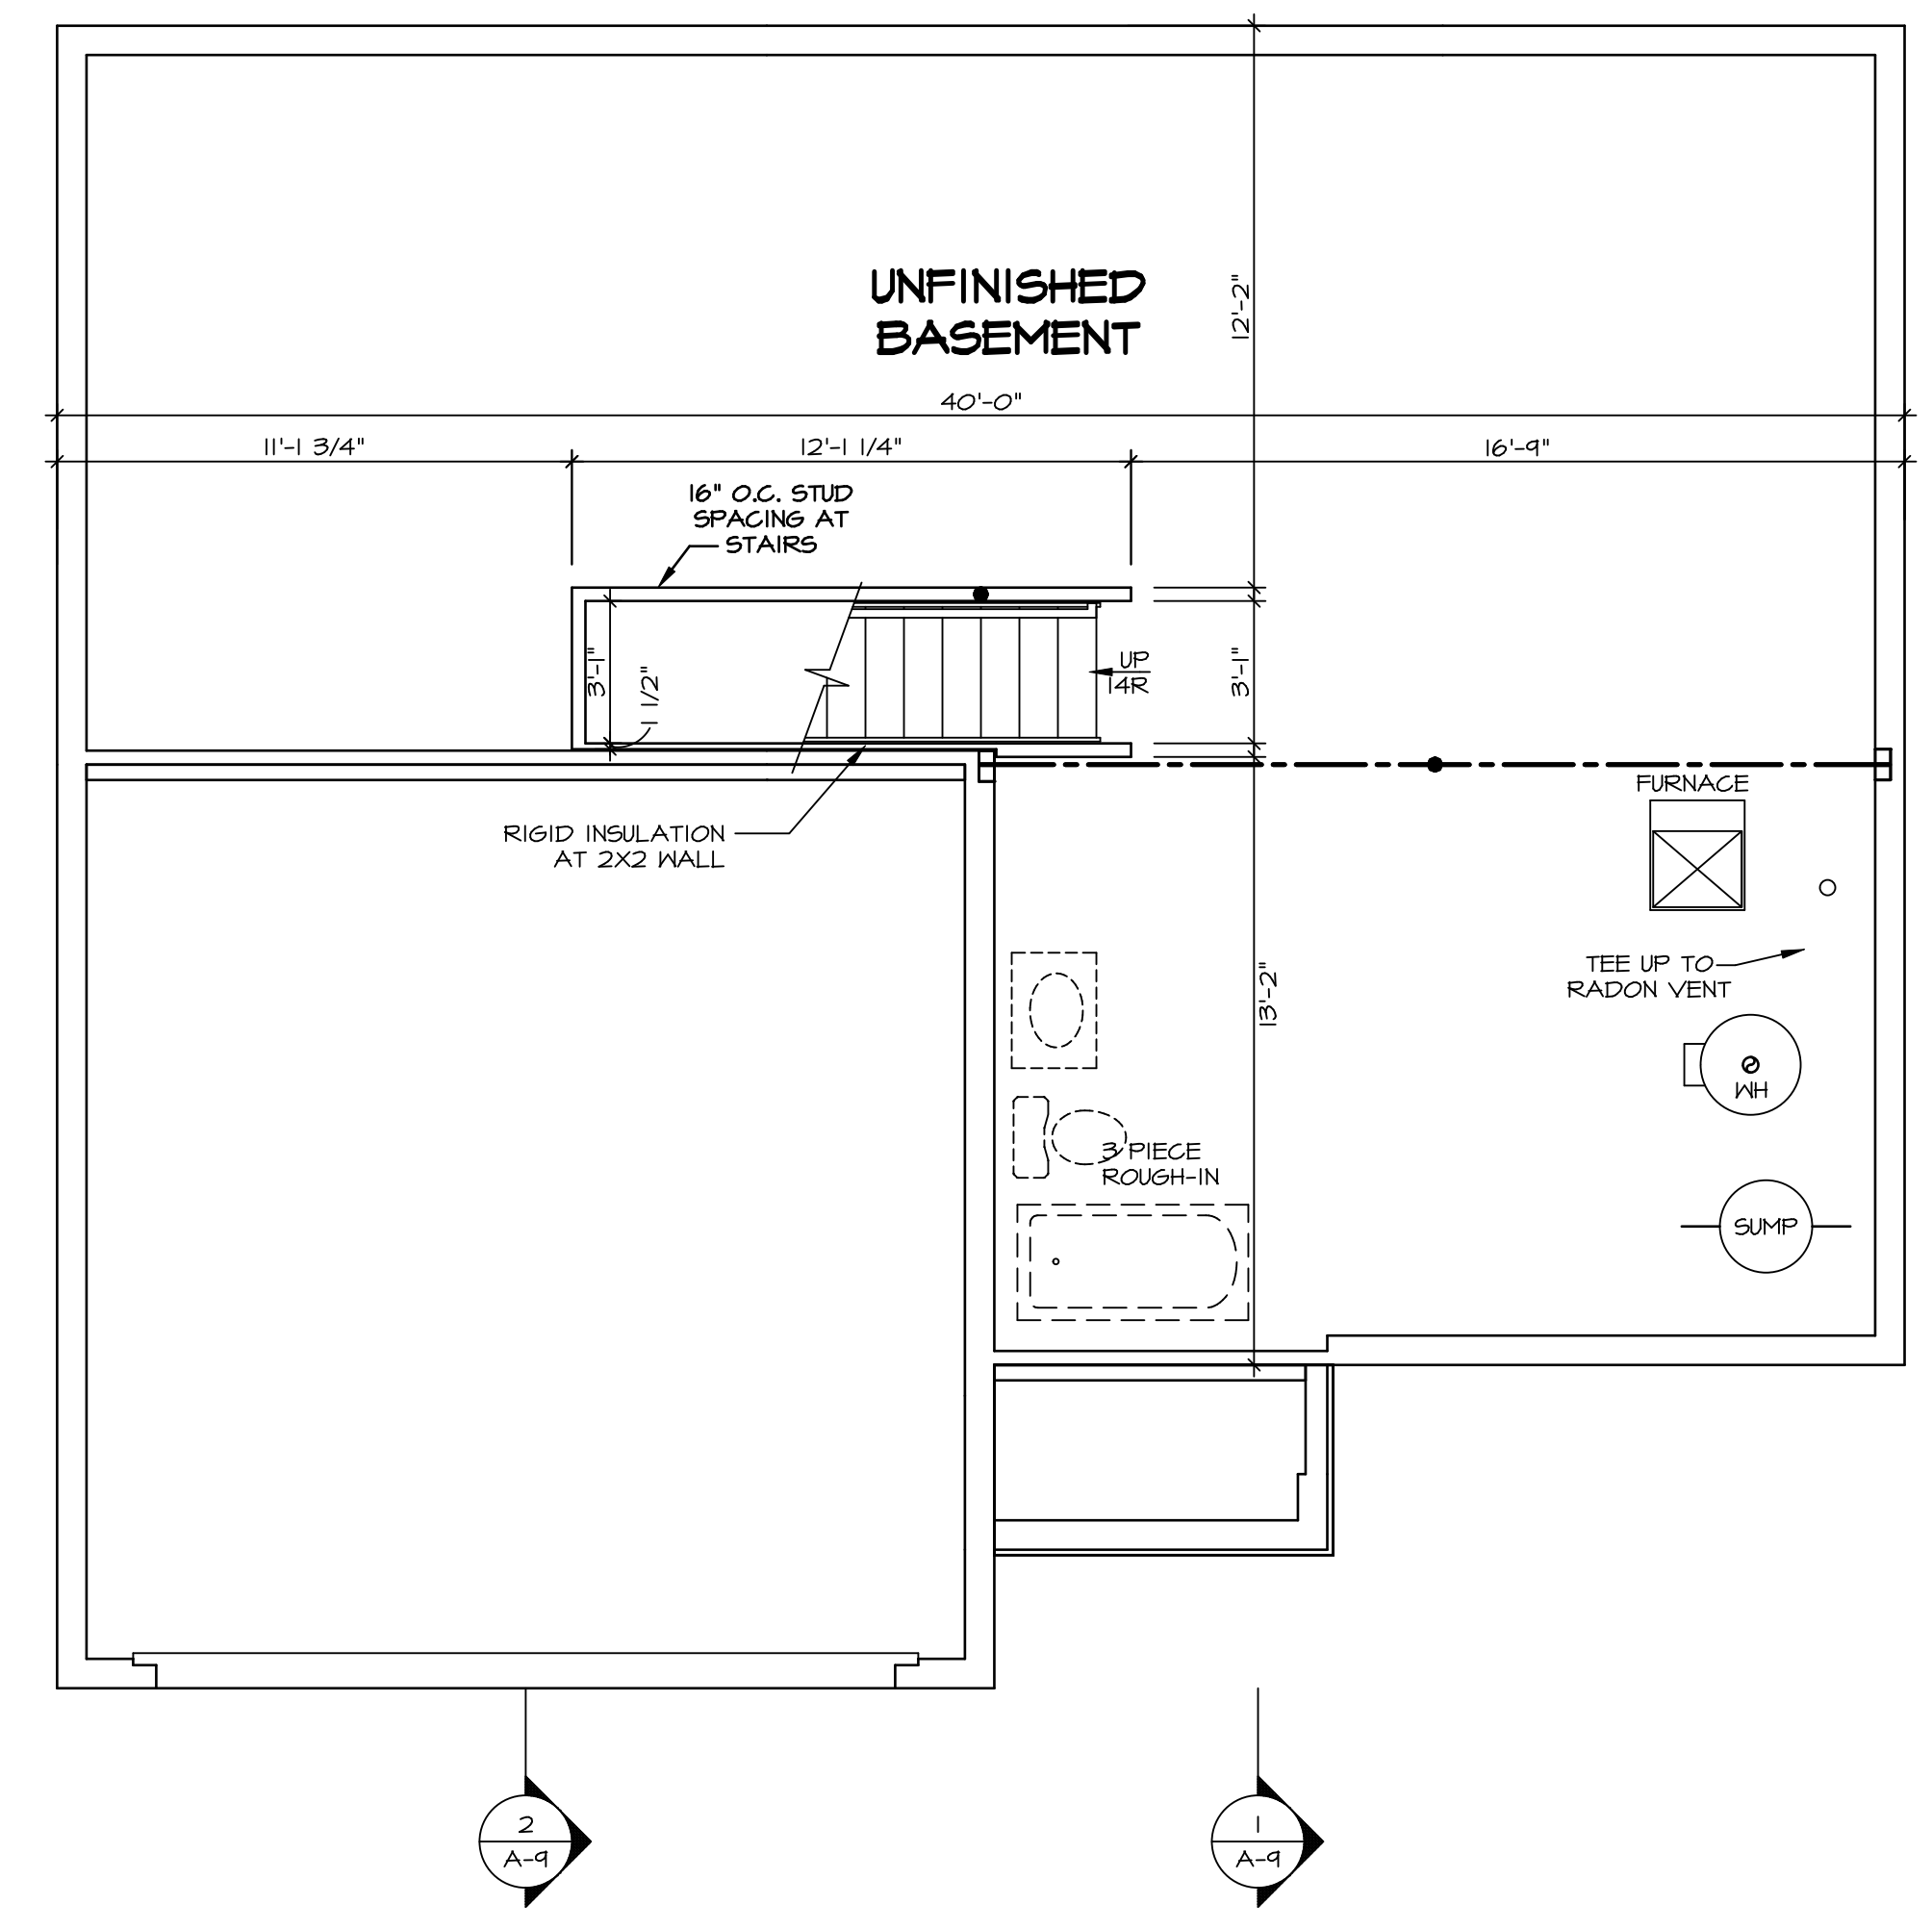 UNFINISHED
BASEMENT
12'-2"
40'-0"
11'-1 3/4"
12'-1 1/4"
16'-9"
16" O.C. STUD
SPACING AT
STAIRS
3'-1"
1 1/2"
UP
14R
3'-1"
FURNACE
RIGID INSULATION
AT 2X2 WALL
TEE UP TO
RADON VENT
13'-2"
WH
3 PIECE
ROUGH-IN
SUMP
2
A-9
1
A-9